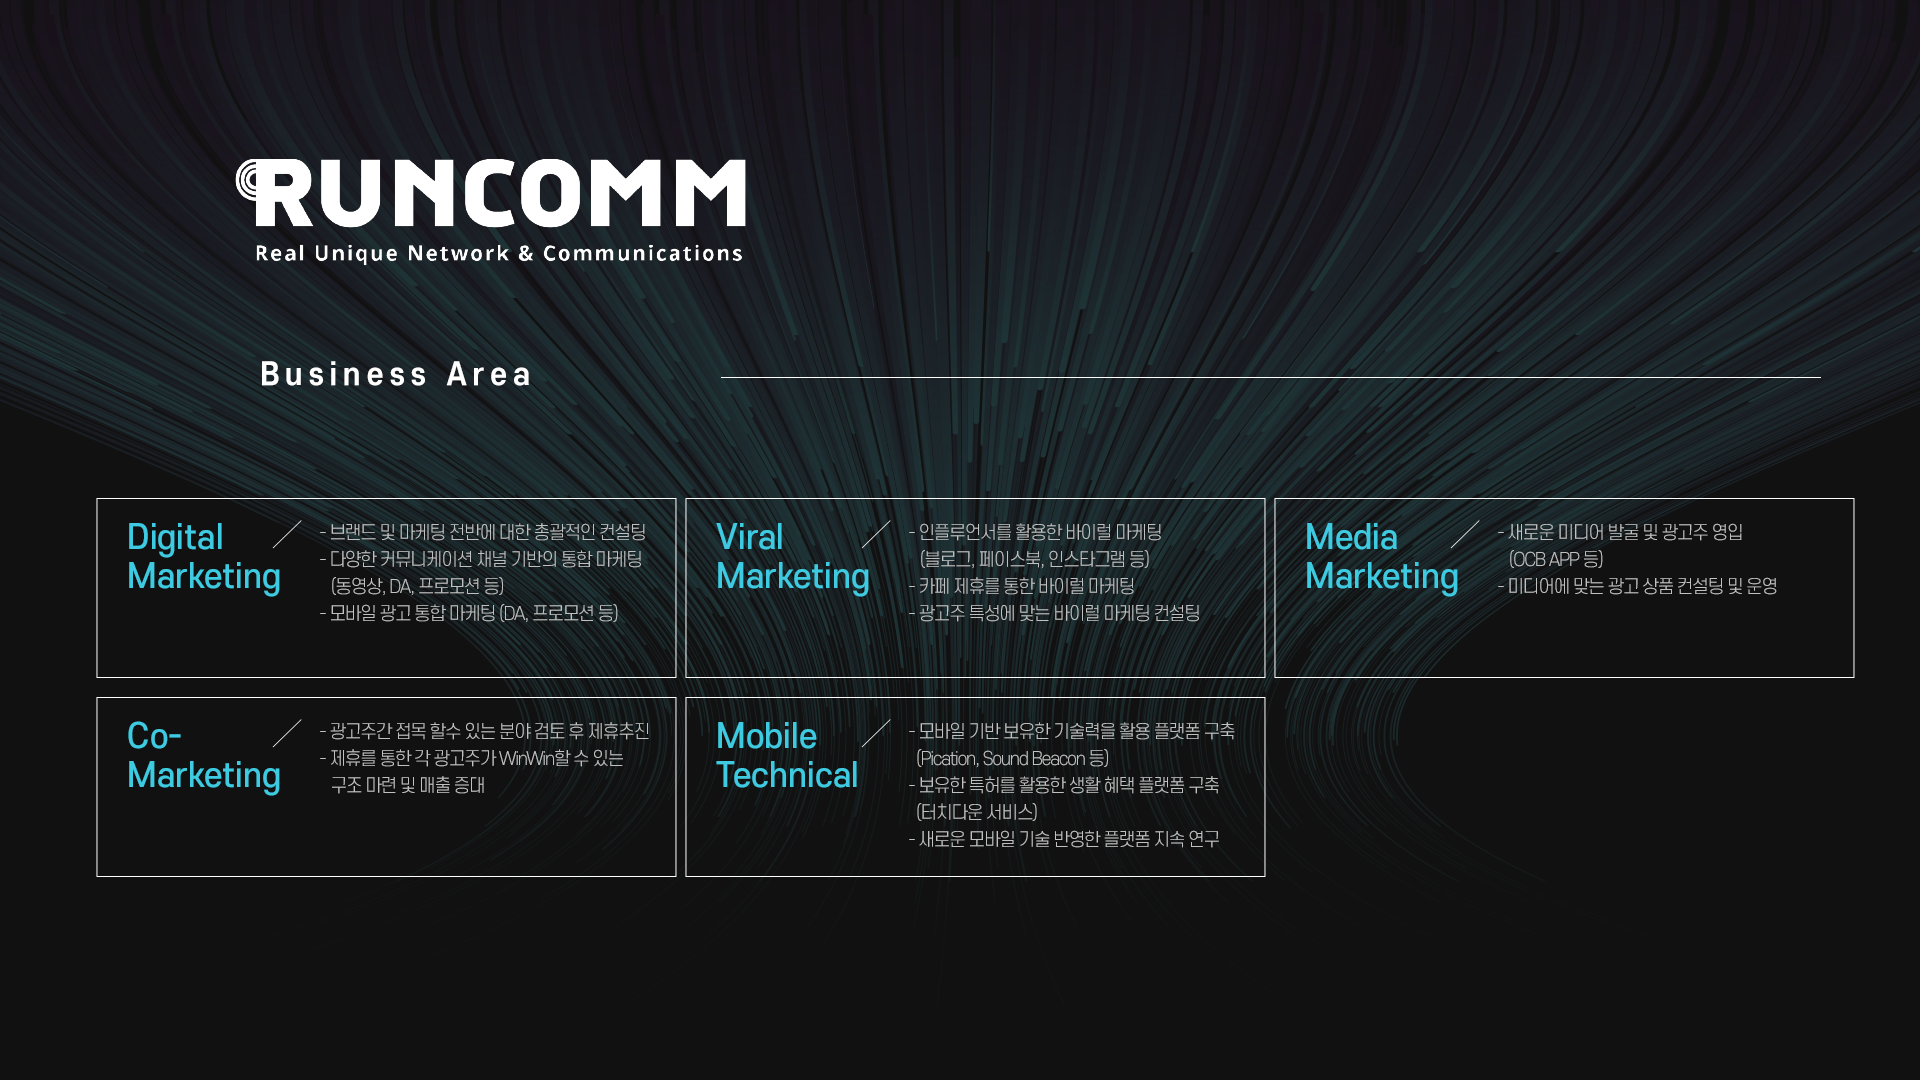 RUNCOMM
Real Unique Network & Communications
Business Area
Digital
Marketing
- 브랜드 및 마케팅 전반에 대한 총괄적인 컨설팅
- 다양한 커뮤니케이션 채널 기반의 통합 마케팅
(동영상, DA, 프로모션 등)
- 모바일 광고 통합 마케팅 (DA, 프로모션 등)
Viral
Marketing
- 인플루언서를 활용한 바이럴 마케팅
(블로그, 페이스북, 인스타그램 등)
- 카페 제휴를 통한 바이럴 마케팅
- 광고주 특성에 맞는 바이럴 마케팅 컨설팅
Media
Marketing
- 새로운 미디어 발굴 및 광고주 영입
(OCB APP 등)
- 미디어에 맞는 광고 상품 컨설팅 및 운영
Co-
Marketing
- 광고주간 접목 할수 있는 분야 검토 후 제휴추진
- 제휴를 통한 각 광고주가 WinWin할 수 있는
구조 마련 및 매출 증대
Mobile
Technical
- 모바일 기반 보유한 기술력을 활용 플랫폼 구축
(Pication, Sound Beacon 등)
- 보유한 특허를 활용한 생활 혜택 플랫폼 구축
(터치다운 서비스)
- 새로운 모바일 기술 반영한 플랫폼 지속 연구